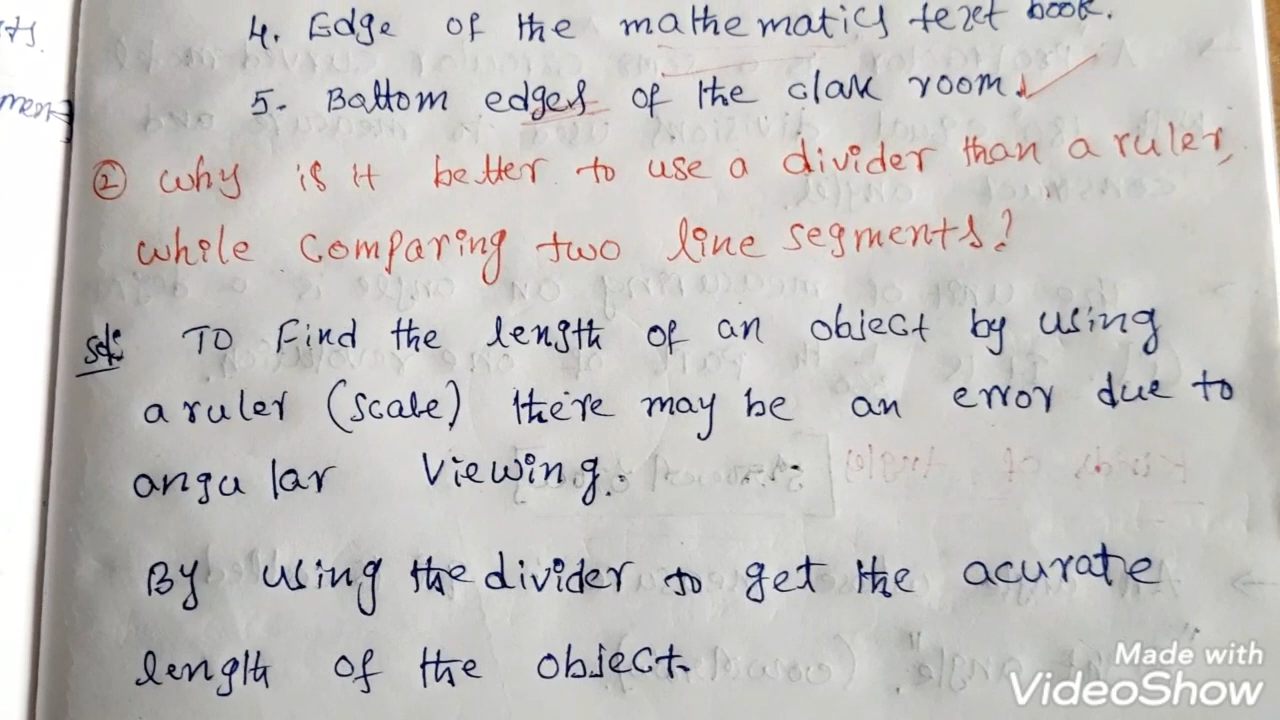 4. Edge of the mathematics text book.
5. Bottom edges of the clak room.
② why is it better to use a divider than a ruler,
while comparing two line segments?
Sol: To Find the length of an object by using
a ruler (scale) there may be an error due to
angular viewing.
By using the divider to get the acurate
length of the object.
Made with
VideoShow